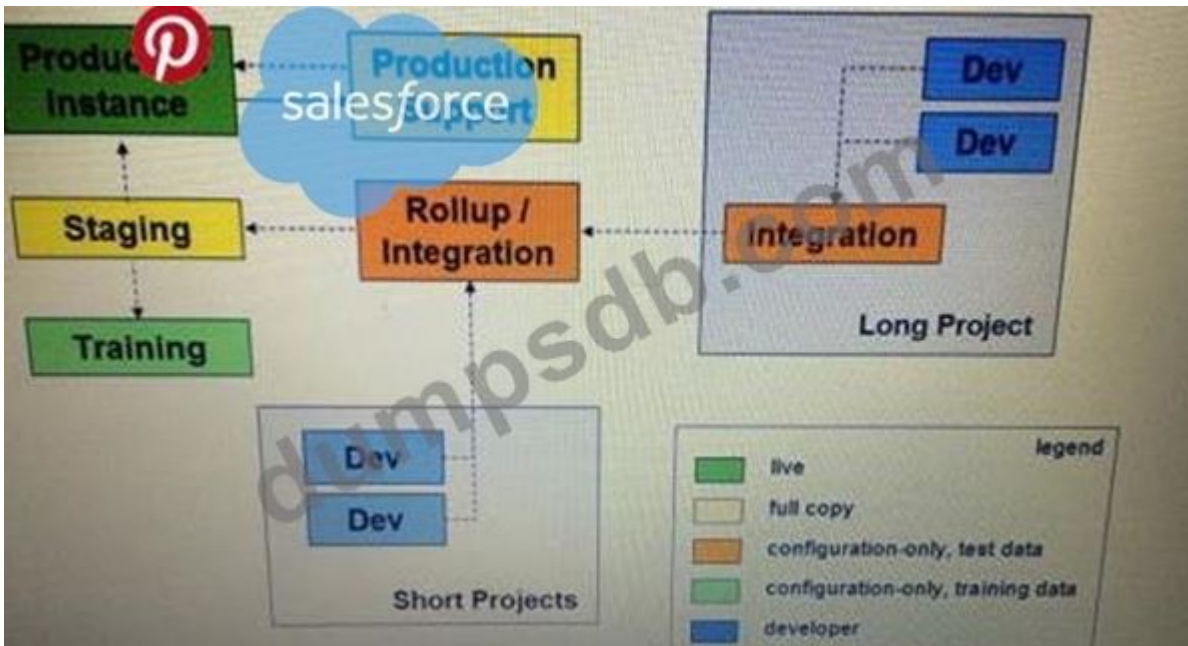 Production
Instance
Production
Support
salesforce
Staging
Rollup /
Integration
Training
Dev
Dev
Integration
Long Project
Dev
Dev
Short Projects
dumpsdb.com
legend
live
full copy
configuration-only, test data
configuration-only, training data
developer